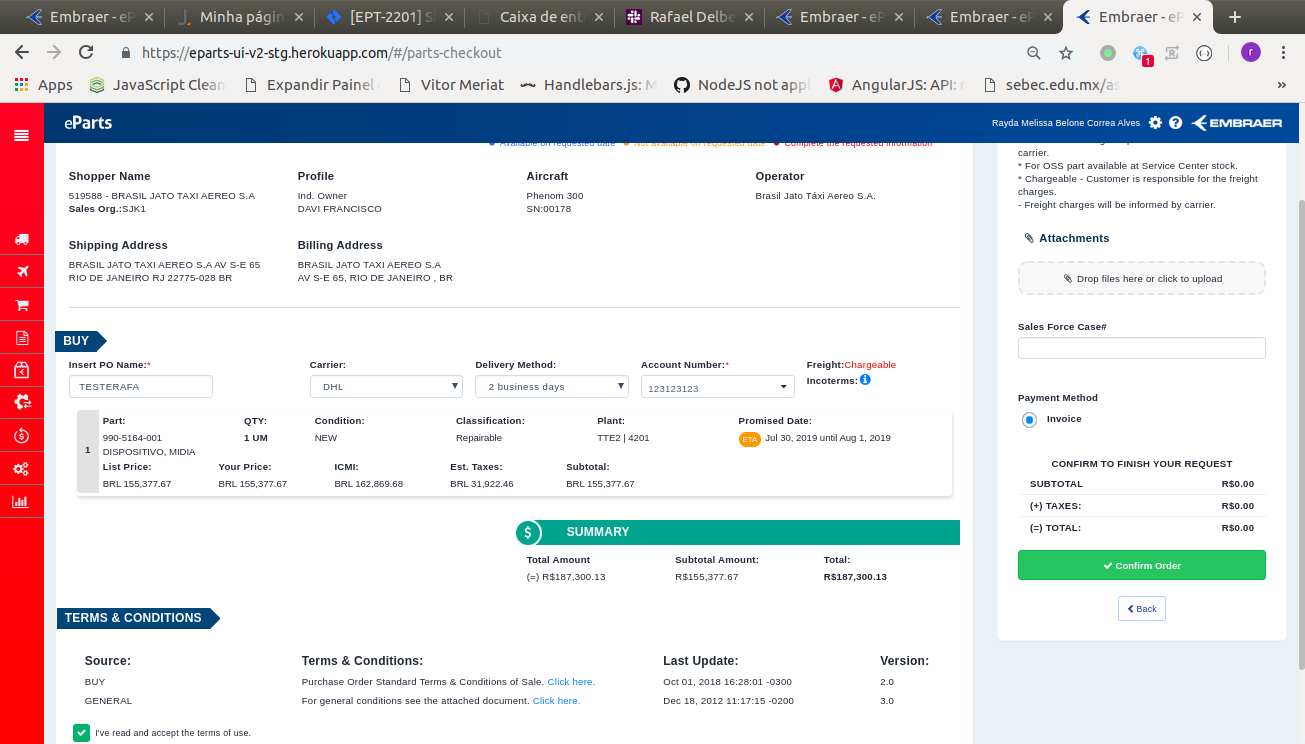 Embraer - eP
Minha págin
[EPT-2201] S
Caixa de ent
Rafael Delbe
Embraer - eP
Embraer - eP
Embraer - eP
https://eparts-ui-v2-stg.herokuapp.com/#/parts-checkout
1
r
Apps
JavaScript Clean
Expandir Painel
Vitor Meriat
Handlebars.js: M
NodeJS not appl
AngularJS: API: r
sebec.edu.mx/as
»
eParts
Rayda Melissa Belone Correa Alves
EMBRAER
Available on requested date
Not available on requested date
Complete the requested information
Shopper Name
Profile
Aircraft
Operator
519588 - BRASIL JATO TAXI AEREO S.A
Ind. Owner
Phenom 300
Brasil Jato Táxi Aereo S.A.
Sales Org.:SJK1
DAVI FRANCISCO
SN:00178
Shipping Address
Billing Address
BRASIL JATO TAXI AEREO S.A AV S-E 65
BRASIL JATO TAXI AEREO S.A
RIO DE JANEIRO RJ 22775-028 BR
AV S-E 65, RIO DE JANEIRO , BR
BUY
Insert PO Name:*
Carrier:
Delivery Method:
Account Number:*
Freight:Chargeable
TESTERAFA
DHL
2 business days
123123123
Incoterms:
1
Part:
QTY:
Condition:
Classification:
Plant:
Promised Date:
990-5164-001
1 UM
NEW
Repairable
TTE2 | 4201
ETA Jul 30, 2019 until Aug 1, 2019
DISPOSITIVO, MIDIA
List Price:
Your Price:
ICMI:
Est. Taxes:
Subtotal:
BRL 155,377.67
BRL 155,377.67
BRL 162,869.68
BRL 31,922.46
BRL 155,377.67
$ SUMMARY
Total Amount
Subtotal Amount:
Total:
(=) R$187,300.13
R$155,377.67
R$187,300.13
TERMS & CONDITIONS
Source:
Terms & Conditions:
Last Update:
Version:
BUY
Purchase Order Standard Terms & Conditions of Sale. Click here.
Oct 01, 2018 16:28:01 -0300
2.0
GENERAL
For general conditions see the attached document. Click here.
Dec 18, 2012 11:17:15 -0200
3.0
I've read and accept the terms of use.
carrier.
* For OSS part available at Service Center stock.
* Chargeable - Customer is responsible for the freight
charges.
- Freight charges will be informed by carrier.
Attachments
Drop files here or click to upload
Sales Force Case#
Payment Method
Invoice
CONFIRM TO FINISH YOUR REQUEST
SUBTOTAL R$0.00
(+) TAXES: R$0.00
(=) TOTAL: R$0.00
Confirm Order
Back